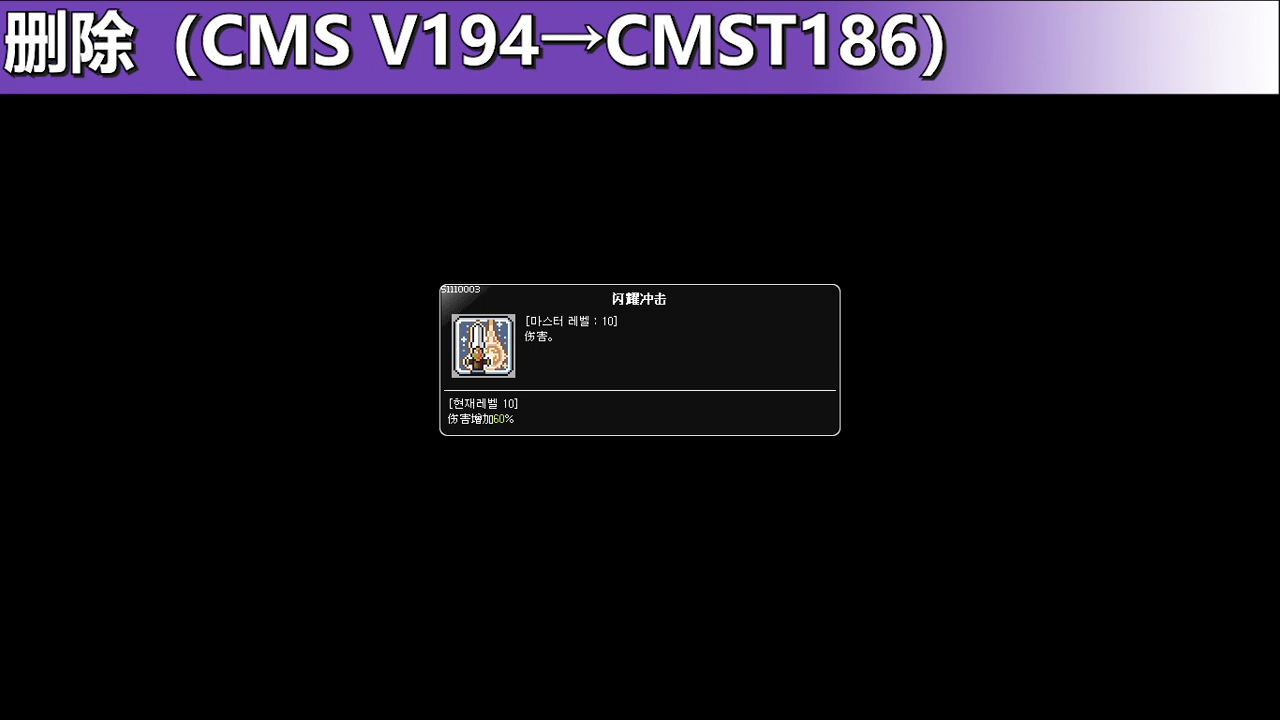 删除（CMS V194→CMST186）
51110003
闪耀冲击
[마스터 레벨 : 10]
伤害。
[현재레벨 10]
伤害增加60%